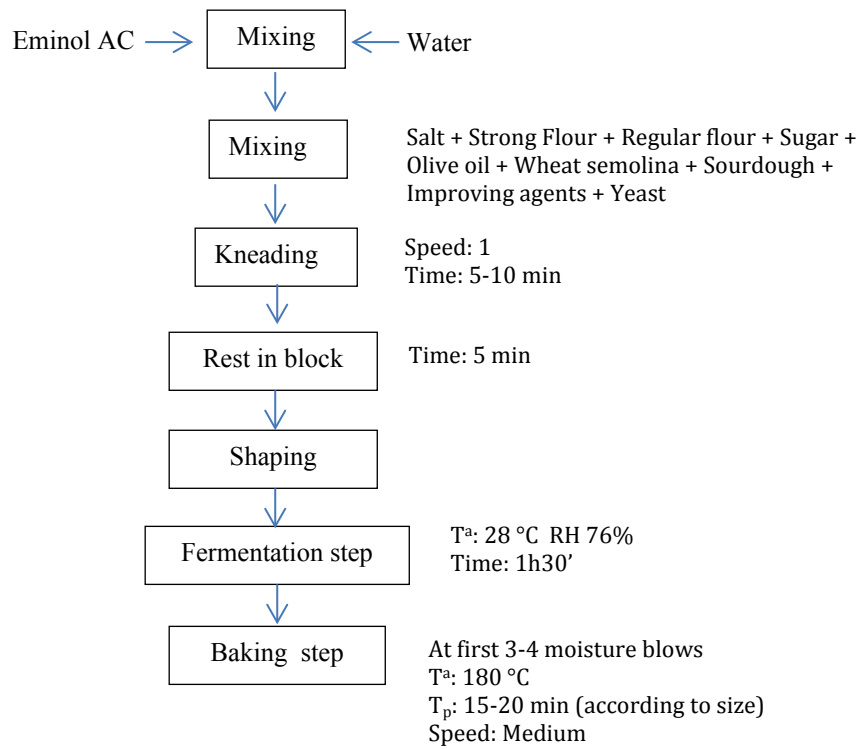 Eminol AC Mixing Water
Mixing
Salt + Strong Flour + Regular flour + Sugar +
Olive oil + Wheat semolina + Sourdough +
Improving agents + Yeast
Kneading
Speed: 1
Time: 5-10 min
Rest in block
Time: 5 min
Shaping
Fermentation step
Tª: 28 °C RH 76%
Time: 1h30’
Baking step
At first 3-4 moisture blows
Tª: 180 °C
Tₚ: 15-20 min (according to size)
Speed: Medium